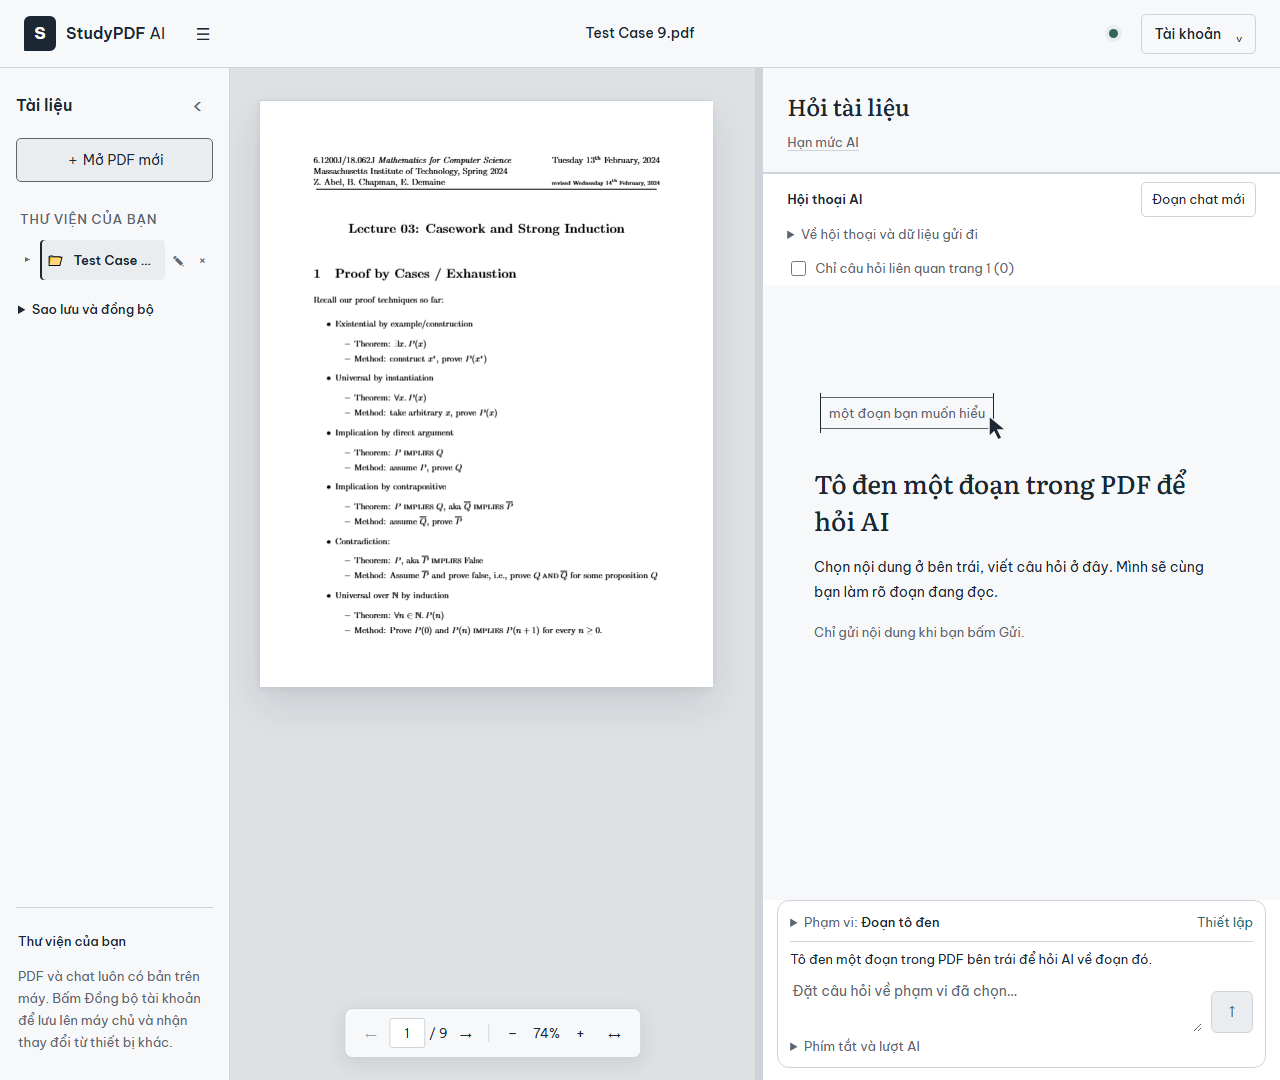 S StudyPDF AI ☰
Test Case 9.pdf
Tài khoản v
Tài liệu <
+ Mở PDF mới
THƯ VIỆN CỦA BẠN
Test Case ... ×
Sao lưu và đồng bộ
Thư viện của bạn
PDF và chat luôn có bản trên
máy. Bấm Đồng bộ tài khoản
để lưu lên máy chủ và nhận
thay đổi từ thiết bị khác.
6.1200J/18.062J Mathematics for Computer Science Tuesday 13th February, 2024
Massachusetts Institute of Technology, Spring 2024
Z. Abel, B. Chapman, E. Demaine revised Wednesday 14th February, 2024
Lecture 03: Casework and Strong Induction
1 Proof by Cases / Exhaustion
Recall our proof techniques so far:
• Existential by example/construction
– Theorem: ∃x. P(x)
– Method: construct x*, prove P(x*)
• Universal by instantiation
– Theorem: ∀x. P(x)
– Method: take arbitrary x, prove P(x)
• Implication by direct argument
– Theorem: P IMPLIES Q
– Method: assume P, prove Q
• Implication by contrapositive
– Theorem: P IMPLIES Q, aka Q̅ IMPLIES P̅
– Method: assume Q̅, prove P̅
• Contradiction:
– Theorem: P, aka P̅ IMPLIES False
– Method: Assume P̅ and prove false, i.e., prove Q AND Q̅ for some proposition Q
• Universal over ℕ by induction
– Theorem: ∀n ∈ ℕ. P(n)
– Method: Prove P(0) and P(n + 1) IMPLIES P(n + 1) for every n ≥ 0.
← 1 / 9 → − 74% + ↔
Hỏi tài liệu
Hạn mức AI
Hội thoại AI
Đoạn chat mới
Về hội thoại và dữ liệu gửi đi
Chỉ câu hỏi liên quan trang 1 (0)
một đoạn bạn muốn hiểu
Tô đen một đoạn trong PDF để
hỏi AI
Chọn nội dung ở bên trái, viết câu hỏi ở đây. Mình sẽ cùng
bạn làm rõ đoạn đang đọc.
Chỉ gửi nội dung khi bạn bấm Gửi.
Phạm vi: Đoạn tô đen Thiết lập
Tô đen một đoạn trong PDF bên trái để hỏi AI về đoạn đó.
Đặt câu hỏi về phạm vi đã chọn...
↑
Phím tắt và lượt AI